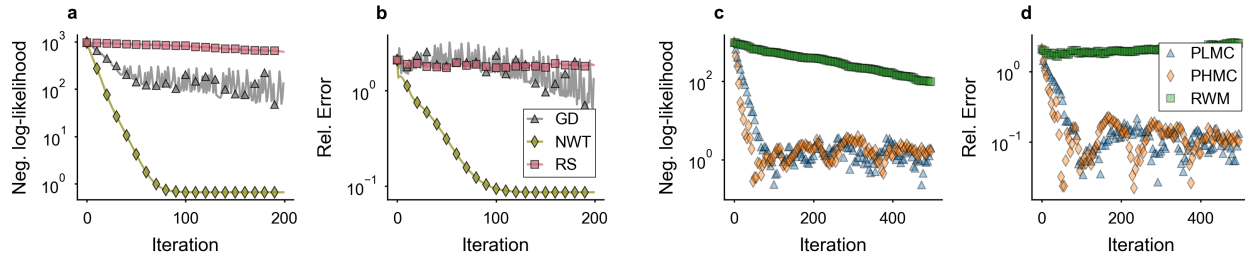 a
Neg. log-likelihood
10^3
10^2
10^1
10^0
0
100
200
Iteration
b
Rel. Error
10^0
10^−1
GD
NWT
RS
0
100
200
Iteration
c
Neg. log-likelihood
10^2
10^0
0
200
400
Iteration
d
Rel. Error
10^0
10^−1
PLMC
PHMC
RWM
0
200
400
Iteration